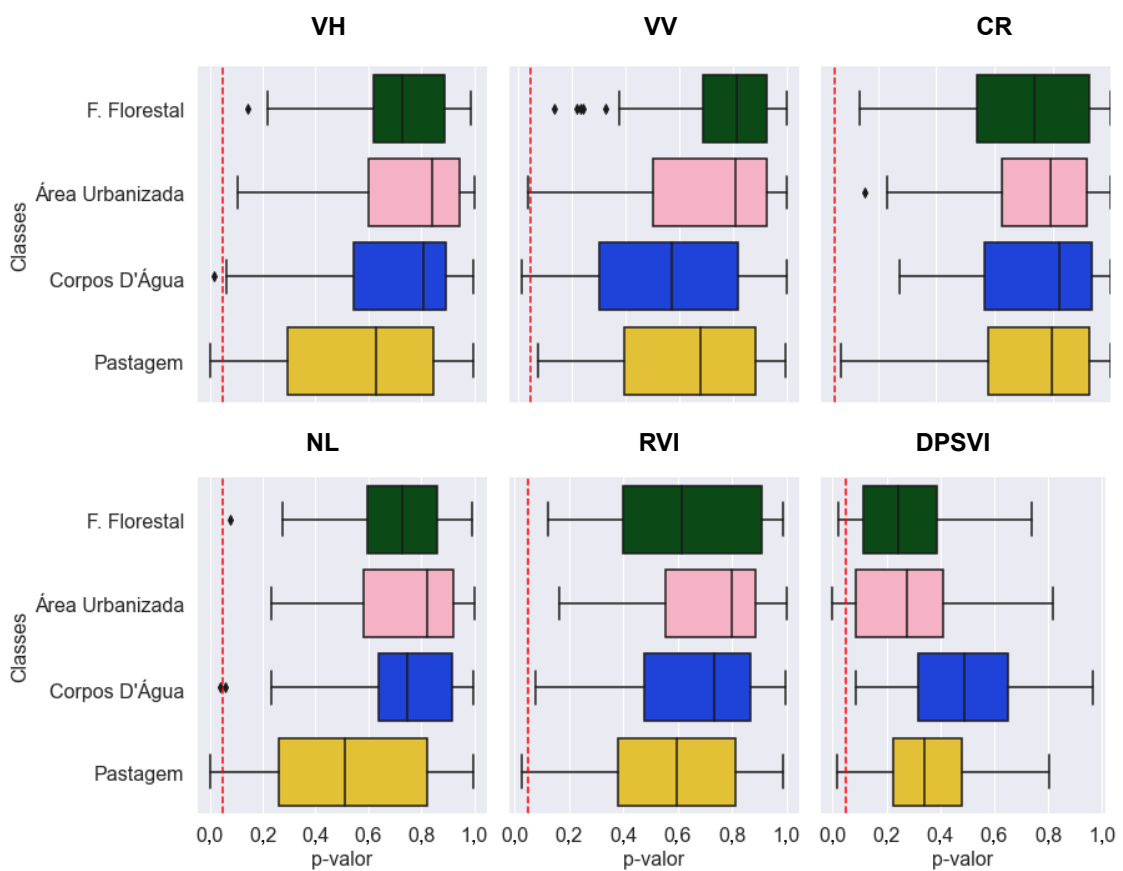 VH VV CR
Classes
F. Florestal
Área Urbanizada
Corpos D'Água
Pastagem
NL RVI DPSVI
Classes
F. Florestal
Área Urbanizada
Corpos D'Água
Pastagem
0,0 0,2 0,4 0,6 0,8 1,0 0,0 0,2 0,4 0,6 0,8 1,0 0,0 0,2 0,4 0,6 0,8 1,0
p-valor p-valor p-valor